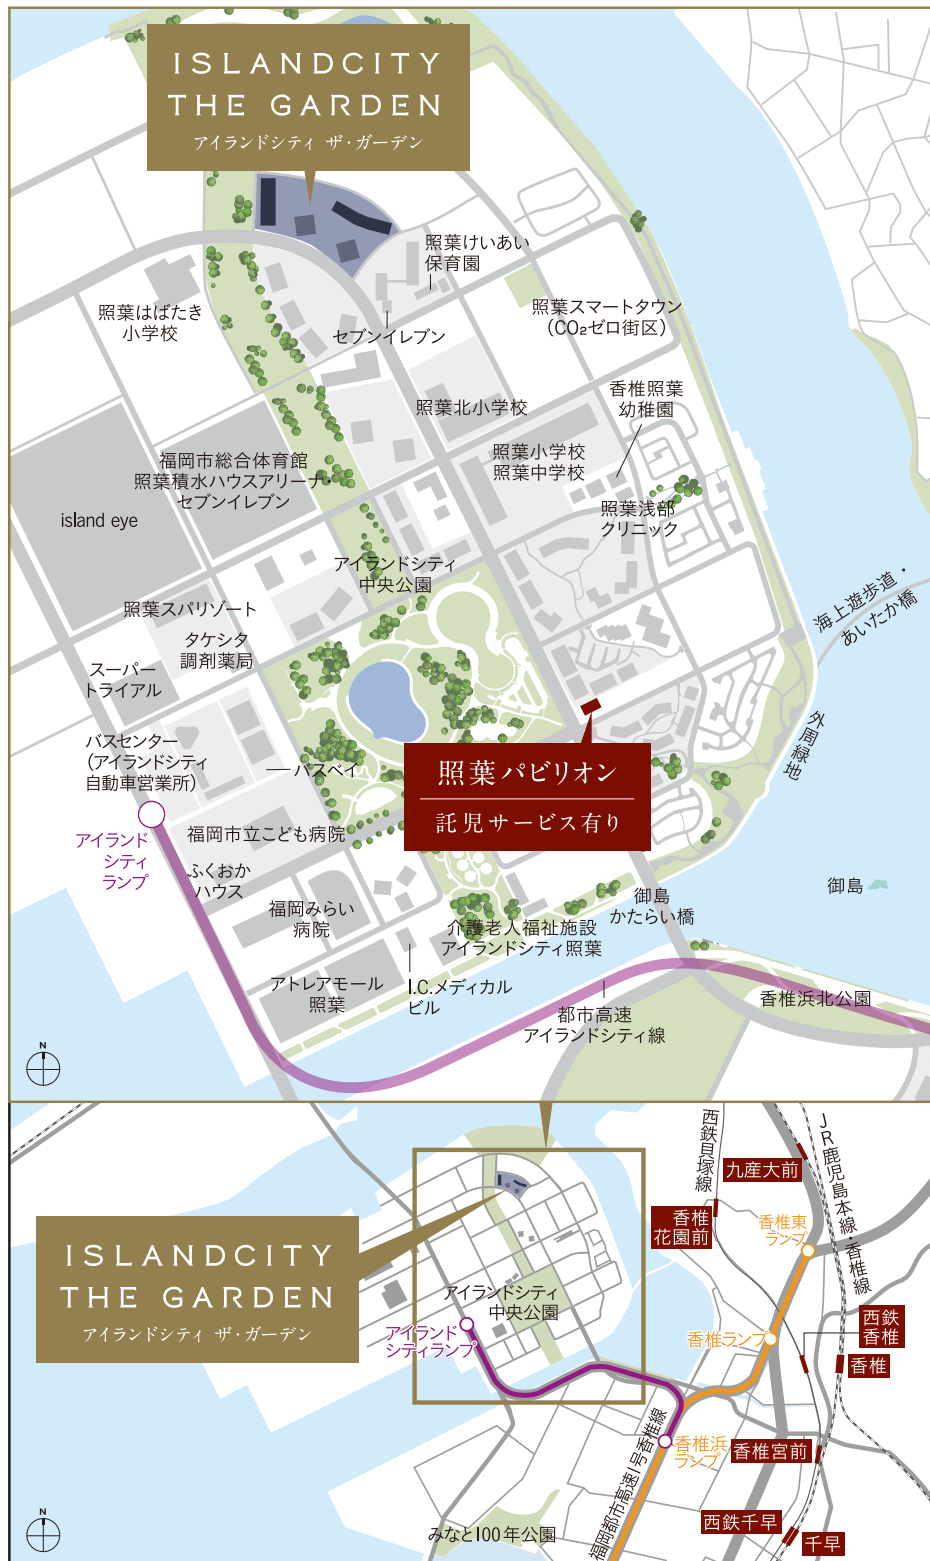 ISLANDCITY
THE GARDEN
アイランドシティ ザ・ガーデン
照葉けいあい
保育園
照葉はばたき
小学校
セブンイレブン
照葉スマートタウン
（CO₂ゼロ街区）
香椎照葉
幼稚園
照葉北小学校
照葉小学校
照葉中学校
福岡市総合体育館
照葉積水ハウスアリーナ・
セブンイレブン
island eye
照葉浅部
クリニック
アイランドシティ
中央公園
海上遊歩道・
あいたか橋
照葉スパリゾート
タケシタ
調剤薬局
スーパー
トライアル
外周緑地
バスセンター
（アイランドシティ
自動車営業所）
バスベイ
照葉パビリオン
託児サービス有り
アイランド
シティ
ランプ
福岡市立こども病院
ふくおか
ハウス
福岡みらい
病院
御島
かたらい橋
御島
介護老人福祉施設
アイランドシティ照葉
アトレアモール
照葉
I.C.メディカル
ビル
都市高速
アイランドシティ線
香椎浜北公園
N
西鉄貝塚線
JR鹿児島本線・香椎線
九産大前
香椎
花園前
香椎東
ランプ
ISLANDCITY
THE GARDEN
アイランドシティ ザ・ガーデン
アイランドシティ
中央公園
アイランド
シティランプ
香椎ランプ
西鉄
香椎
香椎
福岡都市高速1号香椎線
香椎浜
ランプ
香椎宮前
みなと100年公園
西鉄千早
千早
N